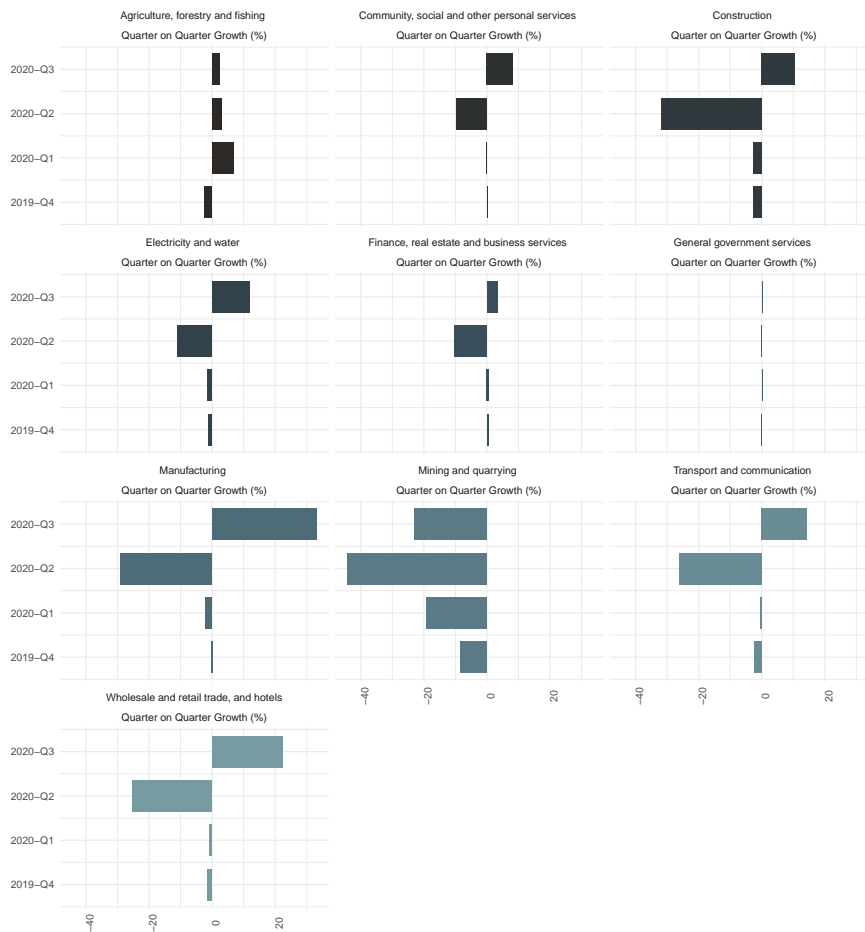 Agriculture, forestry and fishing
Community, social and other personal services
Construction
Quarter on Quarter Growth (%)
Quarter on Quarter Growth (%)
Quarter on Quarter Growth (%)
2020–Q3
2020–Q2
2020–Q1
2019–Q4
Electricity and water
Finance, real estate and business services
General government services
Quarter on Quarter Growth (%)
Quarter on Quarter Growth (%)
Quarter on Quarter Growth (%)
2020–Q3
2020–Q2
2020–Q1
2019–Q4
Manufacturing
Mining and quarrying
Transport and communication
Quarter on Quarter Growth (%)
Quarter on Quarter Growth (%)
Quarter on Quarter Growth (%)
2020–Q3
2020–Q2
2020–Q1
2019–Q4
−40
−20
0
20
−40
−20
0
20
Wholesale and retail trade, and hotels
Quarter on Quarter Growth (%)
2020–Q3
2020–Q2
2020–Q1
2019–Q4
−40
−20
0
20